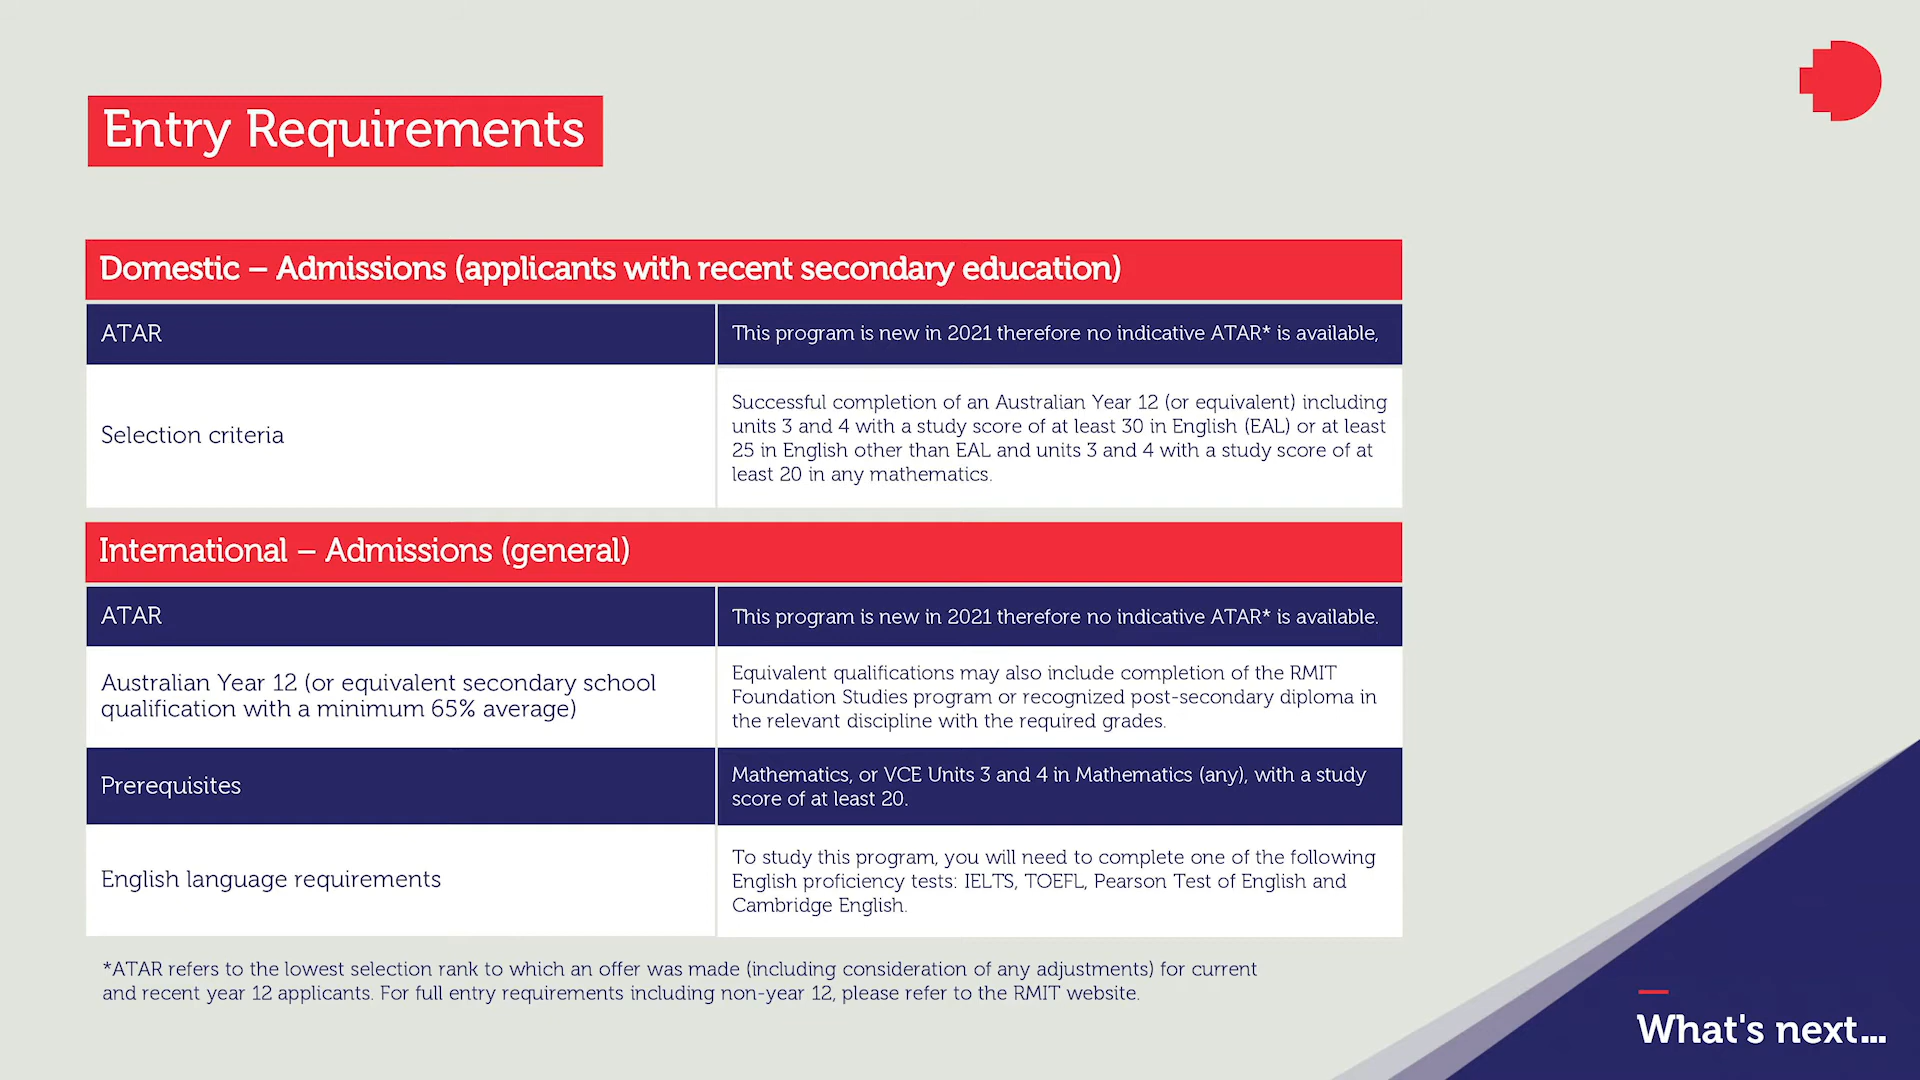 Entry Requirements
Domestic – Admissions (applicants with recent secondary education)
ATAR
This program is new in 2021 therefore no indicative ATAR* is available,
Selection criteria
Successful completion of an Australian Year 12 (or equivalent) including
units 3 and 4 with a study score of at least 30 in English (EAL) or at least
25 in English other than EAL and units 3 and 4 with a study score of at
least 20 in any mathematics.
International – Admissions (general)
ATAR
This program is new in 2021 therefore no indicative ATAR* is available.
Australian Year 12 (or equivalent secondary school
qualification with a minimum 65% average)
Equivalent qualifications may also include completion of the RMIT
Foundation Studies program or recognized post-secondary diploma in
the relevant discipline with the required grades.
Prerequisites
Mathematics, or VCE Units 3 and 4 in Mathematics (any), with a study
score of at least 20.
English language requirements
To study this program, you will need to complete one of the following
English proficiency tests: IELTS, TOEFL, Pearson Test of English and
Cambridge English.
*ATAR refers to the lowest selection rank to which an offer was made (including consideration of any adjustments) for current
and recent year 12 applicants. For full entry requirements including non-year 12, please refer to the RMIT website.
What's next...